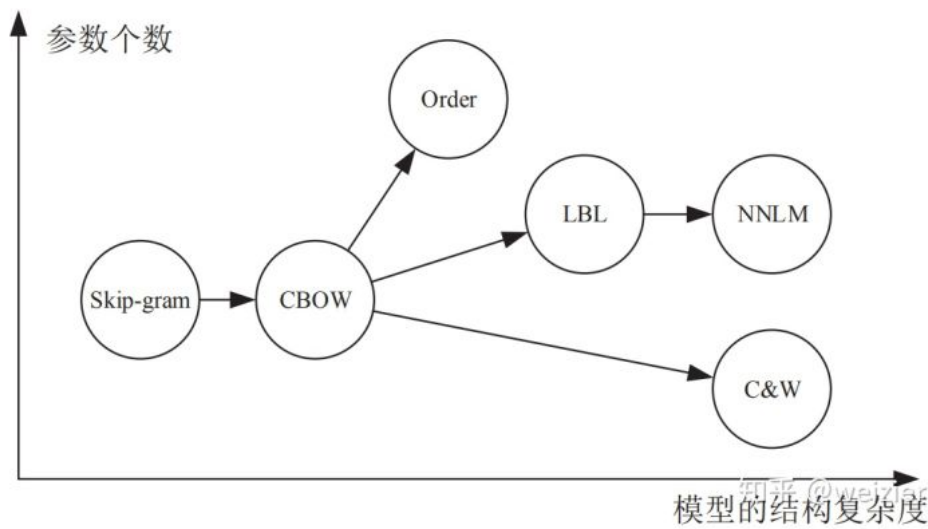 参数个数
Order
LBL
NNLM
Skip-gram
CBOW
C&W
知乎 @weizier
模型的结构复杂度